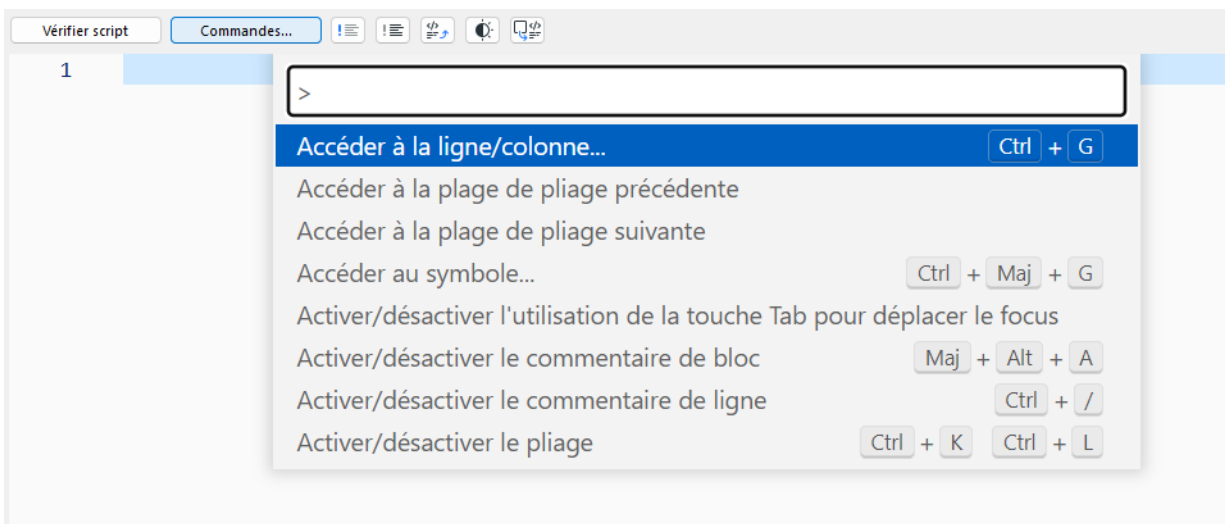 Vérifier script Commandes...
1
>
Accéder à la ligne/colonne... Ctrl + G
Accéder à la plage de pliage précédente
Accéder à la plage de pliage suivante
Accéder au symbole... Ctrl + Maj + G
Activer/désactiver l'utilisation de la touche Tab pour déplacer le focus
Activer/désactiver le commentaire de bloc Maj + Alt + A
Activer/désactiver le commentaire de ligne Ctrl + /
Activer/désactiver le pliage Ctrl + K Ctrl + L